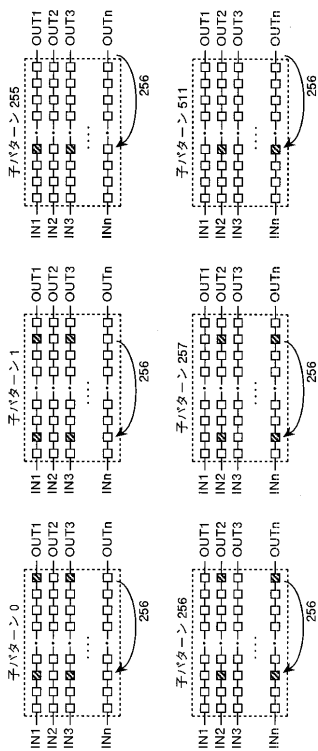 子パターン 0
IN1 OUT1
IN2 OUT2
IN3 OUT3
INn OUTn
256
子パターン 1
IN1 OUT1
IN2 OUT2
IN3 OUT3
INn OUTn
256
子パターン 255
IN1 OUT1
IN2 OUT2
IN3 OUT3
INn OUTn
256
子パターン 256
IN1 OUT1
IN2 OUT2
IN3 OUT3
INn OUTn
256
子パターン 257
IN1 OUT1
IN2 OUT2
IN3 OUT3
INn OUTn
256
子パターン 511
IN1 OUT1
IN2 OUT2
IN3 OUT3
INn OUTn
256